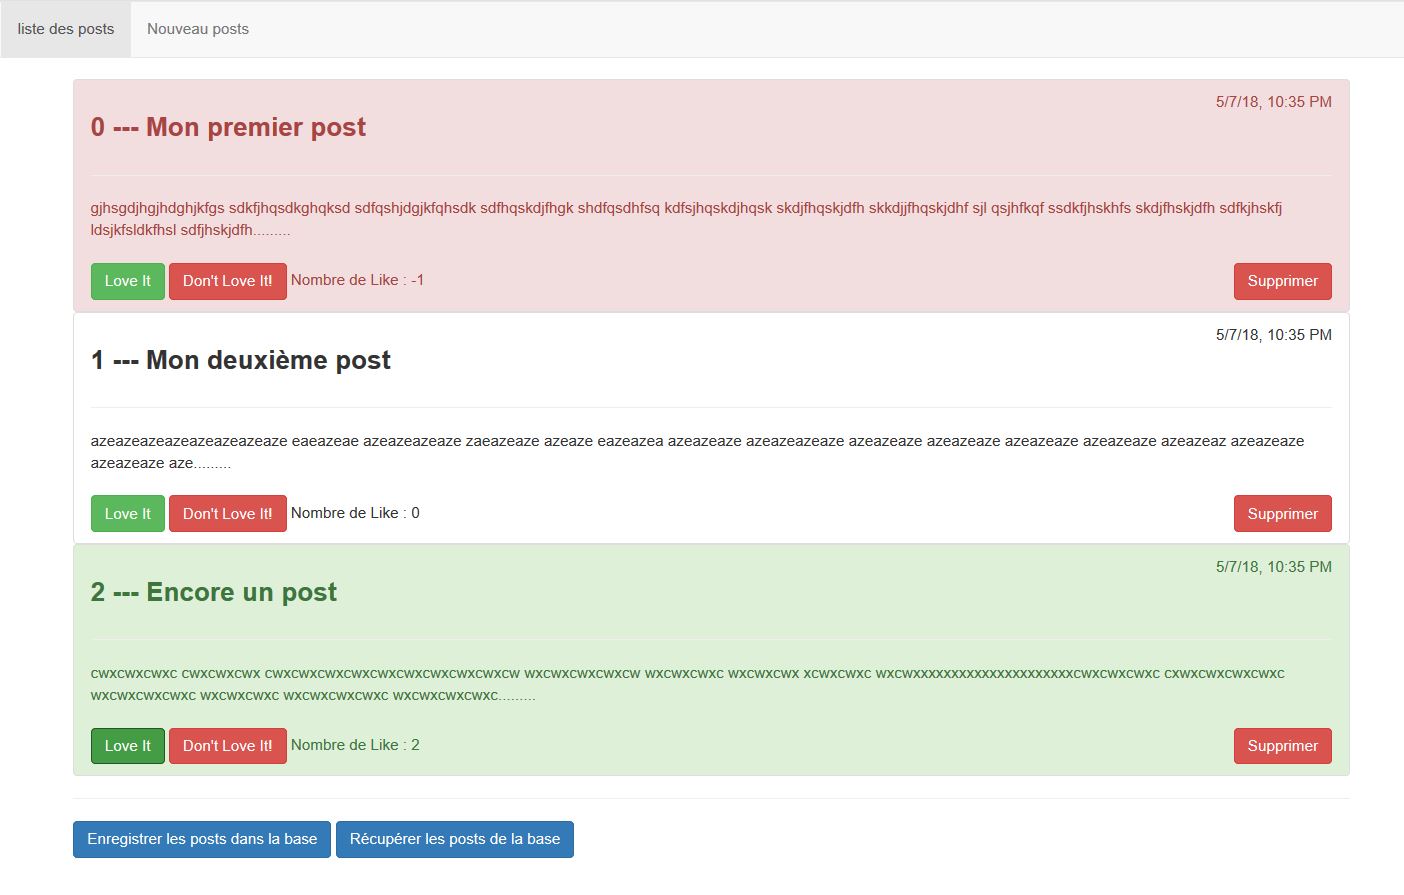 liste des posts Nouveau posts
5/7/18, 10:35 PM
0 --- Mon premier post
gjhsgdjhgjhdghjkfgs sdkfjhqsdkghqksd sdfqshjdgjkfqhsdk sdfhqskdjfhgk shdfqsdhfsq kdfsjhqskdjhqsk skdjfhqskjdfh skkdjjfhqskjdhf sjl qsjhfkqf ssdkfjhskhfs skdjfhskjdfh sdfkjhskfj
ldsjkfsldkfhsl sdfjhskjdfh.........
Love It Don't Love It! Nombre de Like : -1 Supprimer
5/7/18, 10:35 PM
1 --- Mon deuxième post
azeazeazeazeazeazeazeaze eaeazeae azeazeazeaze zaeazeaze azeaze eazeazea azeazeaze azeazeazeaze azeazeaze azeazeaze azeazeaze azeazeaze azeazeaz azeazeaze
azeazeaze aze.........
Love It Don't Love It! Nombre de Like : 0 Supprimer
5/7/18, 10:35 PM
2 --- Encore un post
cwxcwxcwxc cwxcwxcwx cwxcwxcwxcwxcwxcwxcwxcwxcwxcw wxcwxcwxcwxcw wxcwxcwxc wxcwxcwx xcwxcwxc wxcwxxxxxxxxxxxxxxxxxxxxxcwxcwxcwxc cxwxcwxcwxcwxc
wxcwxcwxcwxc wxcwxcwxc wxcwxcwxcwxc wxcwxcwxcwxc.........
Love It Don't Love It! Nombre de Like : 2 Supprimer
Enregistrer les posts dans la base Récupérer les posts de la base